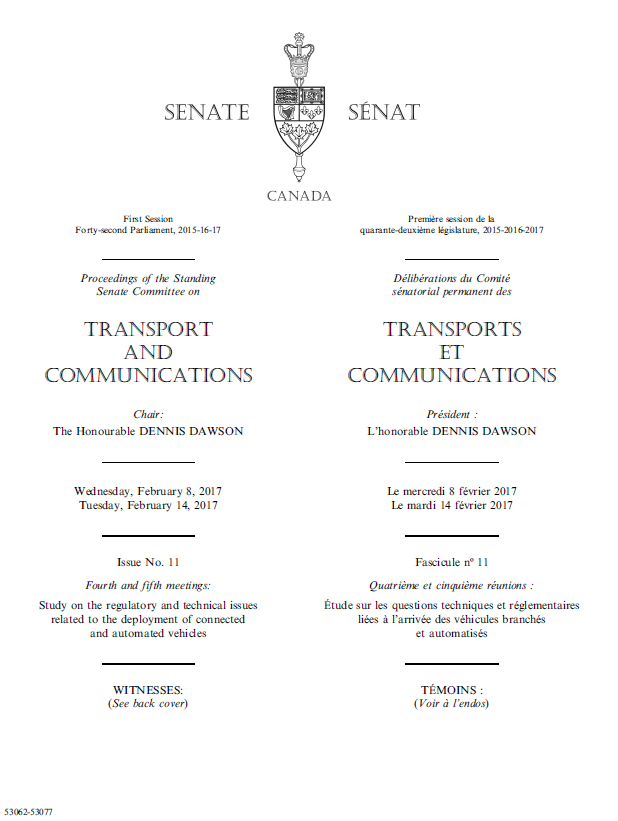 SENATE
SÉNAT
CANADA
First Session
Forty-second Parliament, 2015-16-17
Proceedings of the Standing
Senate Committee on
TRANSPORT
AND
COMMUNICATIONS
Chair:
The Honourable DENNIS DAWSON
Wednesday, February 8, 2017
Tuesday, February 14, 2017
Issue No. 11
Fourth and fifth meetings:
Study on the regulatory and technical issues
related to the deployment of connected
and automated vehicles
WITNESSES:
(See back cover)
Première session de la
quarante-deuxième législature, 2015-2016-2017
Délibérations du Comité
sénatorial permanent des
TRANSPORTS
ET
COMMUNICATIONS
Président :
L'honorable DENNIS DAWSON
Le mercredi 8 février 2017
Le mardi 14 février 2017
Fascicule nº 11
Quatrième et cinquième réunions :
Étude sur les questions techniques et réglementaires
liées à l'arrivée des véhicules branchés
et automatisés
TÉMOINS :
(Voir à l'endos)
53062-53077